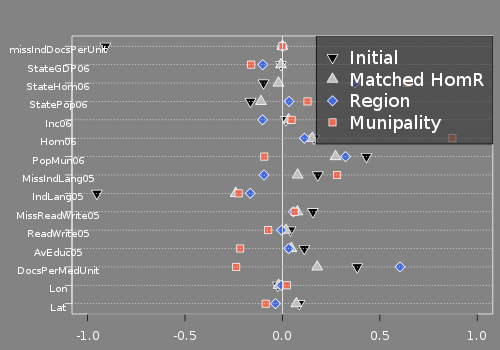 missIndDocsPerUnit
StateGDP06
StateHom06
StatePop06
Inc06
Hom06
PopMun06
MissIndLang05
IndLang05
MissReadWrite05
ReadWrite05
AvEduc05
DocsPerMedUnit
Lon
Lat
Initial
Matched HomR
Region
Munipality
-1.0 -0.5 0.0 0.5 1.0